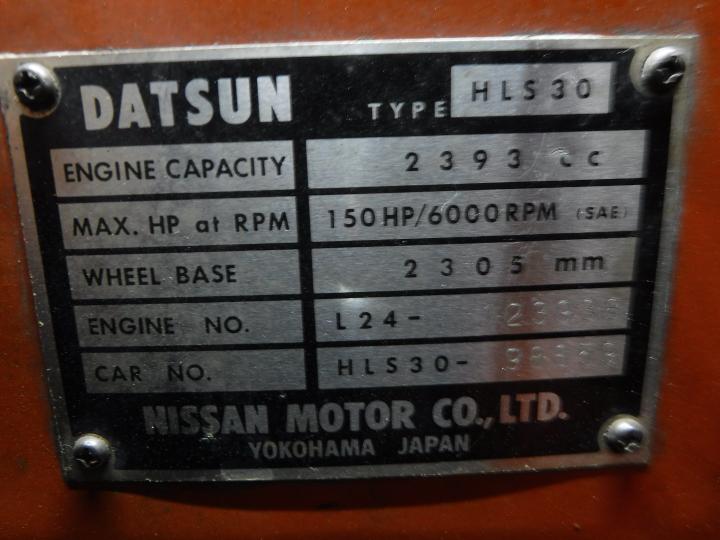 DATSUN TYPE HLS30
ENGINE CAPACITY 2393 cc
MAX. HP at RPM 150HP/6000RPM (SAE)
WHEEL BASE 2305 mm
ENGINE NO. L24-
CAR NO. HLS30-
NISSAN MOTOR CO., LTD.
YOKOHAMA JAPAN